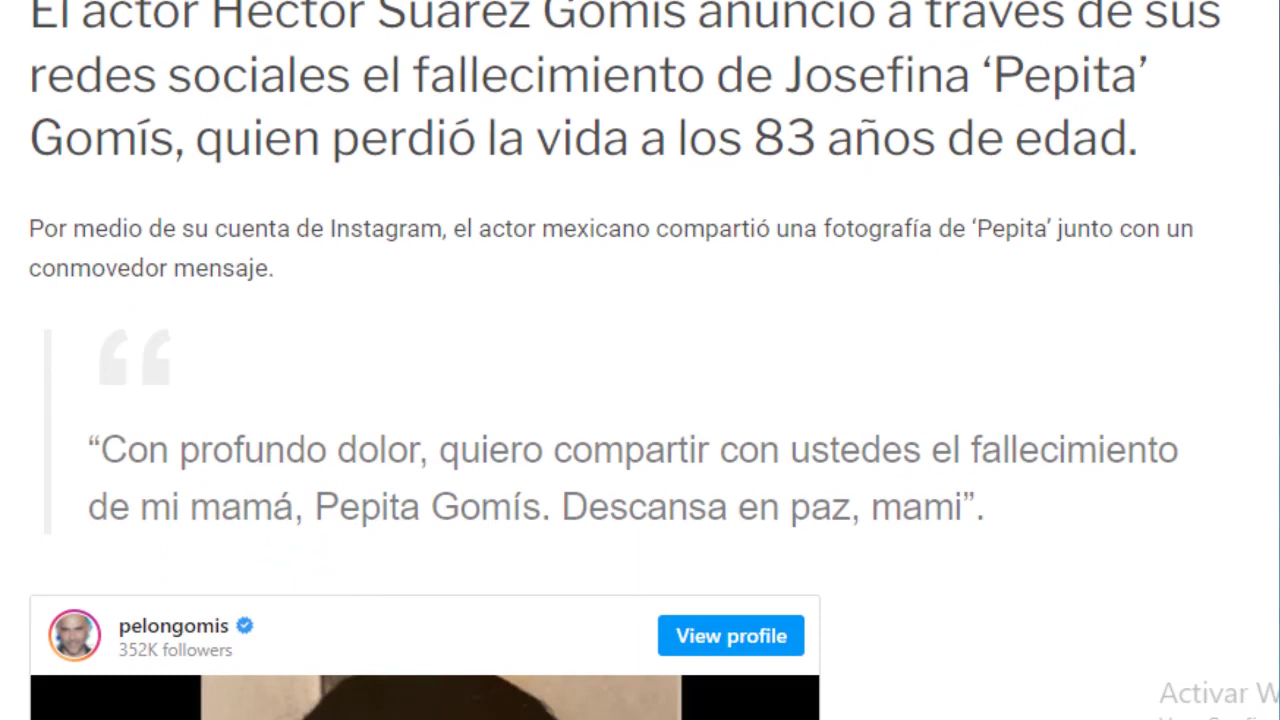 El actor Héctor Suárez Gomís anunció a través de sus
redes sociales el fallecimiento de Josefina ‘Pepita’
Gomís, quien perdió la vida a los 83 años de edad.
Por medio de su cuenta de Instagram, el actor mexicano compartió una fotografía de ‘Pepita’ junto con un
conmovedor mensaje.
“Con profundo dolor, quiero compartir con ustedes el fallecimiento
de mi mamá, Pepita Gomís. Descansa en paz, mami”.
pelongomis
352K followers
View profile
Activar W